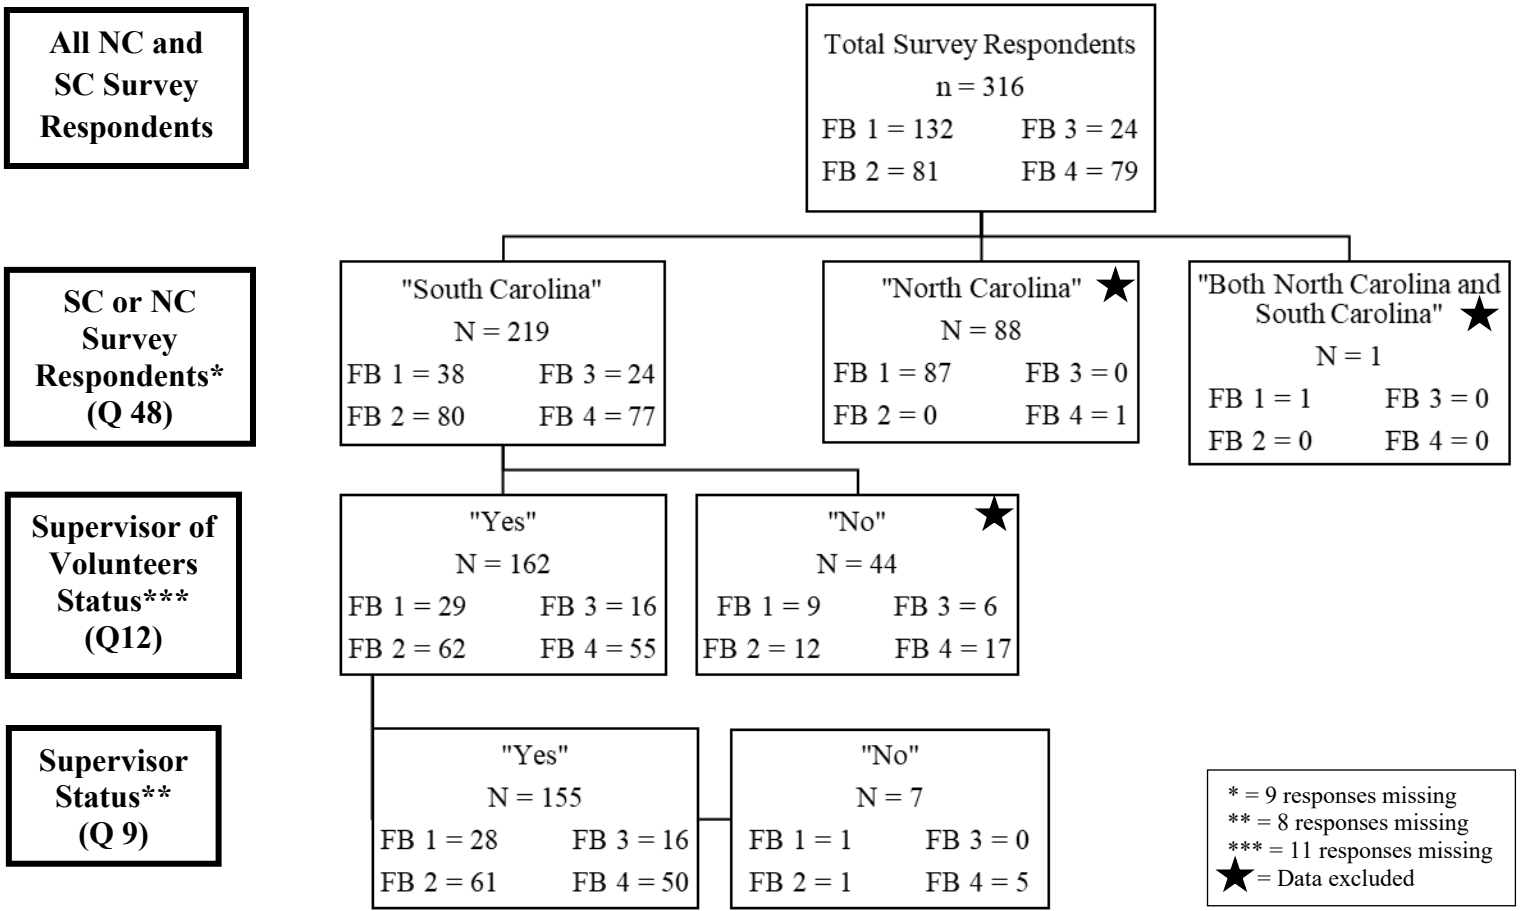 All NC and
SC Survey
Respondents
Total Survey Respondents
n = 316
FB 1 = 132 FB 3 = 24
FB 2 = 81 FB 4 = 79
SC or NC
Survey
Respondents*
(Q 48)
"South Carolina"
N = 219
FB 1 = 38 FB 3 = 24
FB 2 = 80 FB 4 = 77
"North Carolina"
N = 88
FB 1 = 87 FB 3 = 0
FB 2 = 0 FB 4 = 1
"Both North Carolina and
South Carolina"
N = 1
FB 1 = 1 FB 3 = 0
FB 2 = 0 FB 4 = 0
Supervisor of
Volunteers
Status***
(Q12)
"Yes"
N = 162
FB 1 = 29 FB 3 = 16
FB 2 = 62 FB 4 = 55
"No"
N = 44
FB 1 = 9 FB 3 = 6
FB 2 = 12 FB 4 = 17
Supervisor
Status**
(Q 9)
"Yes"
N = 155
FB 1 = 28 FB 3 = 16
FB 2 = 61 FB 4 = 50
"No"
N = 7
FB 1 = 1 FB 3 = 0
FB 2 = 1 FB 4 = 5
* = 9 responses missing
** = 8 responses missing
*** = 11 responses missing
★ = Data excluded